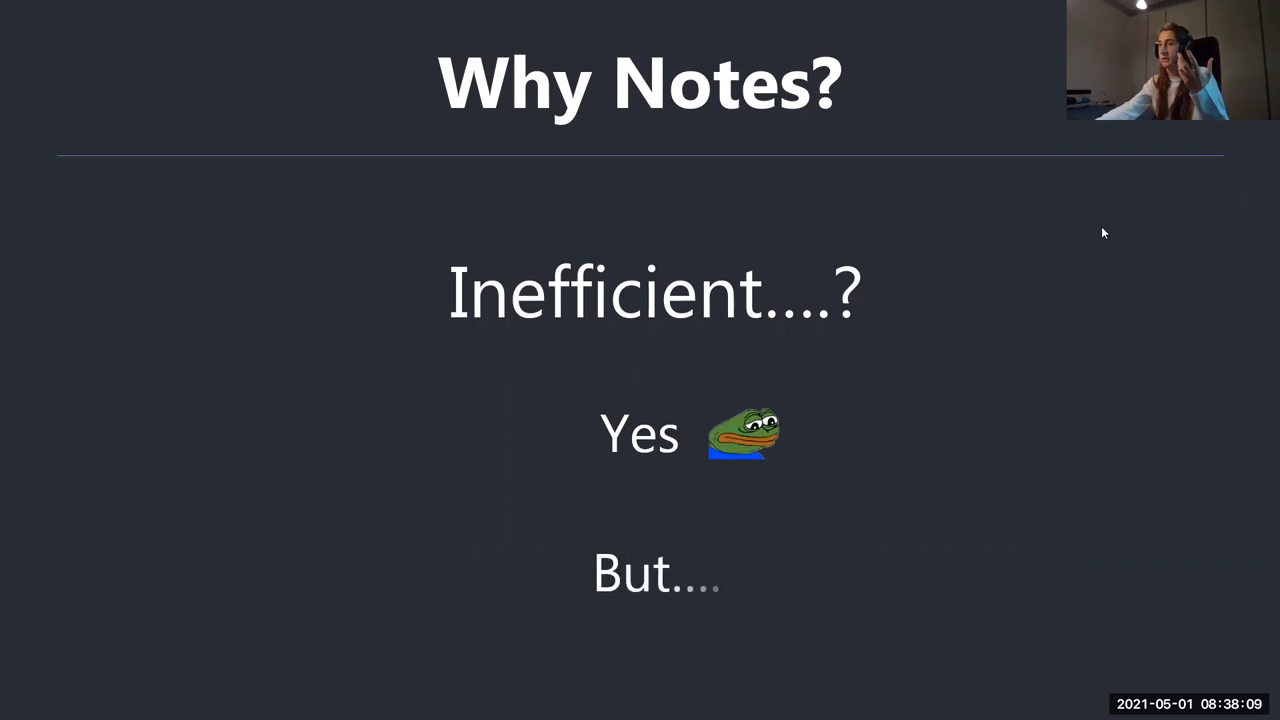 Why Notes?
Inefficient....?
Yes
But....
2021-05-01 08:38:09